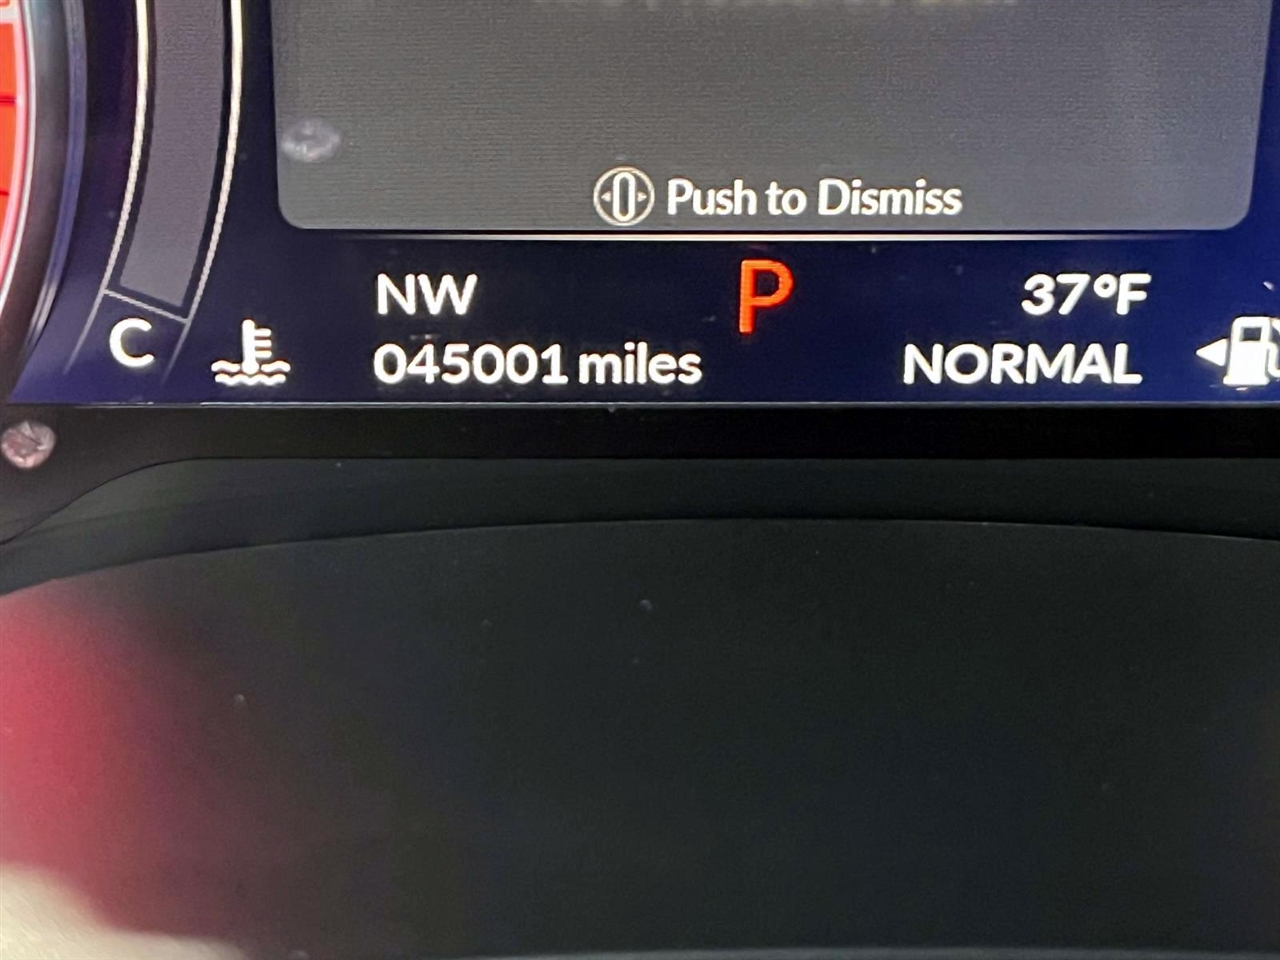 Push to Dismiss
NW
P
37°F
C
045001 miles
NORMAL